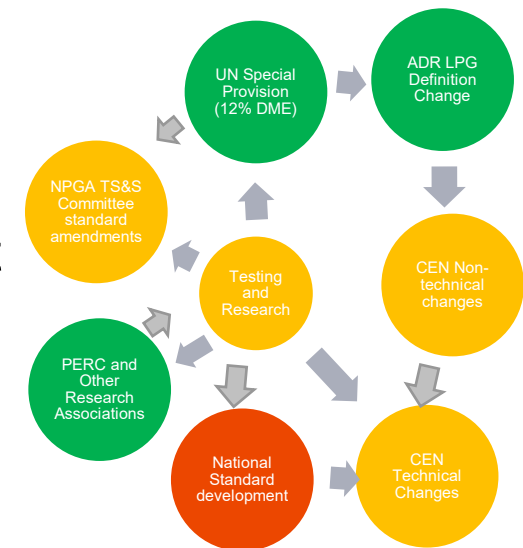 UN Special
Provision
(12% DME)
ADR LPG
Definition
Change
NPGA TS&S
Committee
standard
amendments
Testing
and
Research
CEN Non-
technical
changes
PERC and
Other
Research
Associations
National
Standard
development
CEN
Technical
Changes